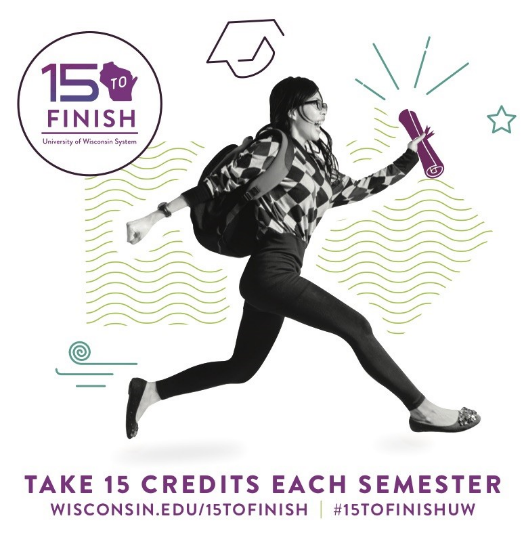 15 TO
FINISH
University of Wisconsin System
TAKE 15 CREDITS EACH SEMESTER
WISCONSIN.EDU/15TOFINISH | #15TOFINISHUW